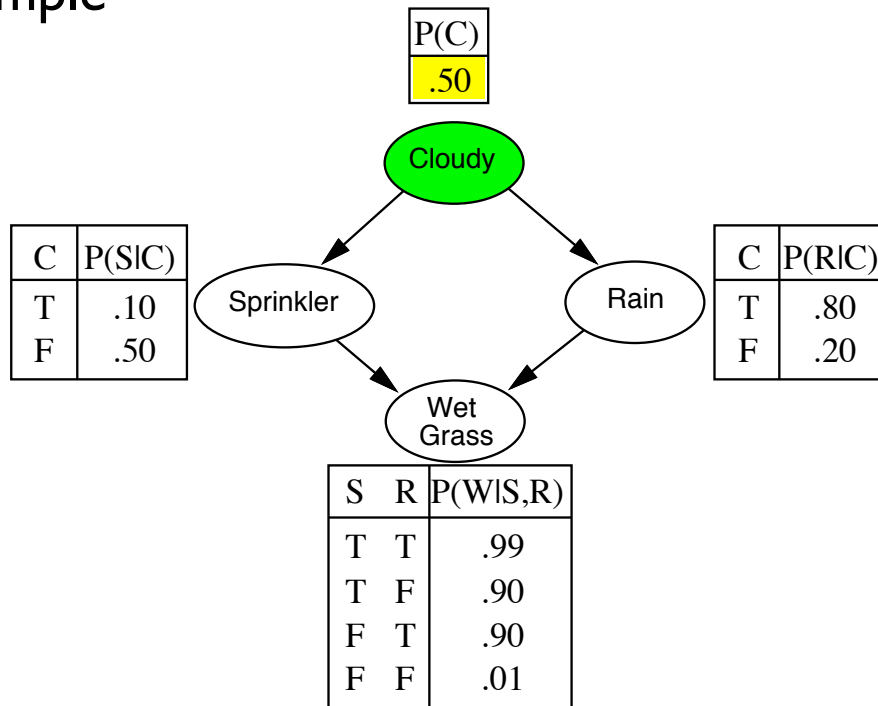 P(C)
.50
Cloudy
C P(S|C)
T .10
F .50
Sprinkler
Rain
C P(R|C)
T .80
F .20
Wet
Grass
S R P(W|S,R)
T T .99
T F .90
F T .90
F F .01